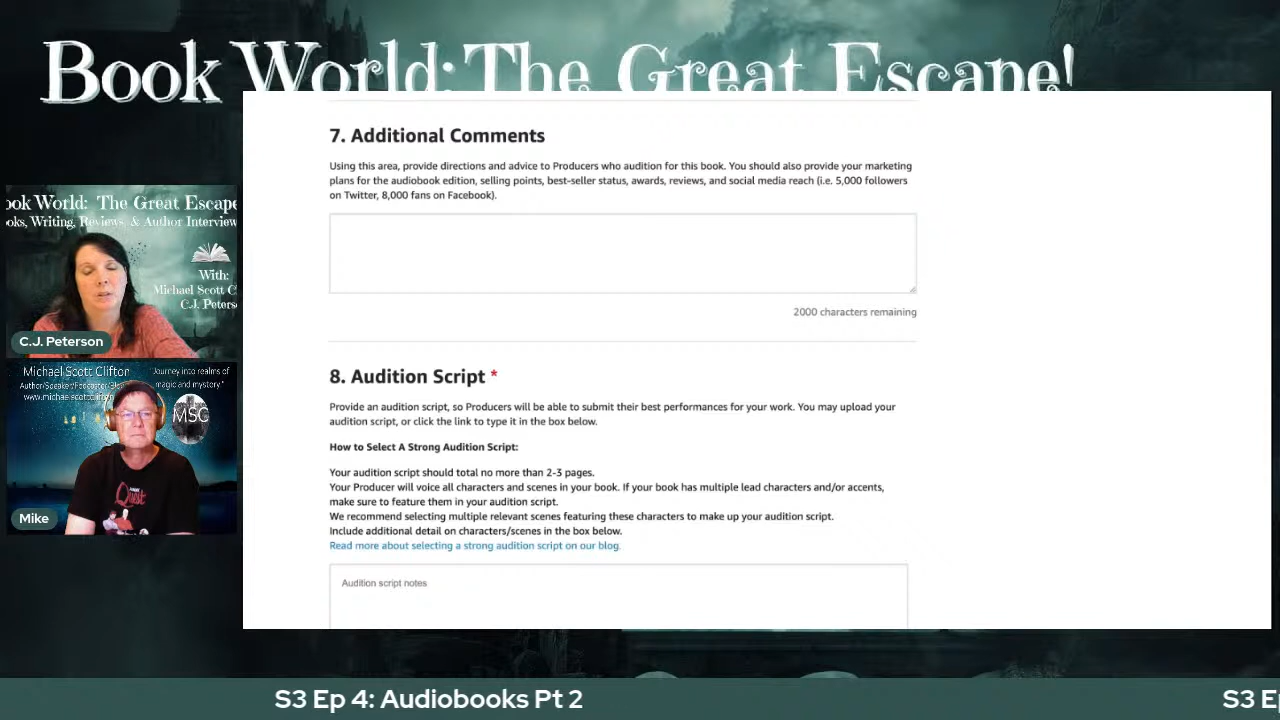 Book World: The Great Escape!
7. Additional Comments
Using this area, provide directions and advice to Producers who audition for this book. You should also provide your marketing
plans for the audiobook edition, selling points, best-seller status, awards, reviews, and social media reach (i.e. 5,000 followers
on Twitter, 8,000 fans on Facebook).
2000 characters remaining
8. Audition Script *
Provide an audition script, so Producers will be able to submit their best performances for your work. You may upload your
audition script, or click the link to type it in the box below.
How to Select A Strong Audition Script:
Your audition script should total no more than 2-3 pages.
Your Producer will voice all characters and scenes in your book. If your book has multiple lead characters and/or accents,
make sure to feature them in your audition script.
We recommend selecting multiple relevant scenes featuring these characters to make up your audition script.
Include additional detail on characters/scenes in the box below.
Read more about selecting a strong audition script on our blog.
Audition script notes
ook World: The Great Escape
oks, Writing, Reviews, & Author Interview
With:
Michael Scott C
C.J. Peters
C.J. Peterson
Michael Scott Clifton
"Journey into realms of
magic and mystery"
MSC
Quest
Mike
S3 Ep 4: Audiobooks Pt 2
S3 Ep